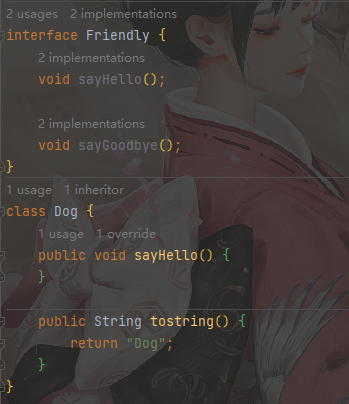 2 usages   2 implementations
interface Friendly {
2 implementations
void sayHello();
2 implementations
void sayGoodbye();
}
1 usage   1 inheritor
class Dog {
1 usage   1 override
public void sayHello() {
}
public String tostring() {
return "Dog";
}
}